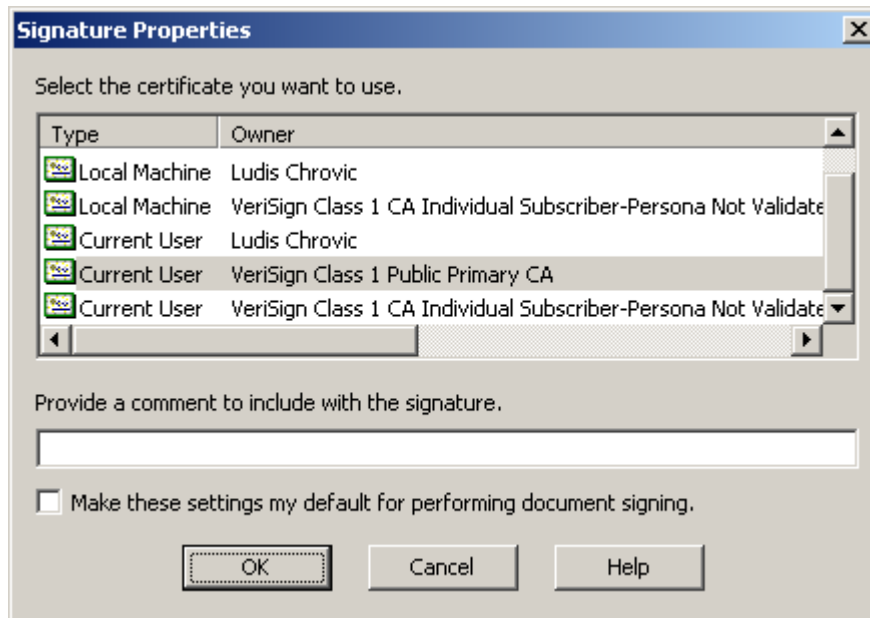 Signature Properties
Select the certificate you want to use.
Type Owner
Local Machine Ludis Chrovic
Local Machine VeriSign Class 1 CA Individual Subscriber-Persona Not Validate
Current User Ludis Chrovic
Current User VeriSign Class 1 Public Primary CA
Current User VeriSign Class 1 CA Individual Subscriber-Persona Not Validate
Provide a comment to include with the signature.
Make these settings my default for performing document signing.
OK Cancel Help